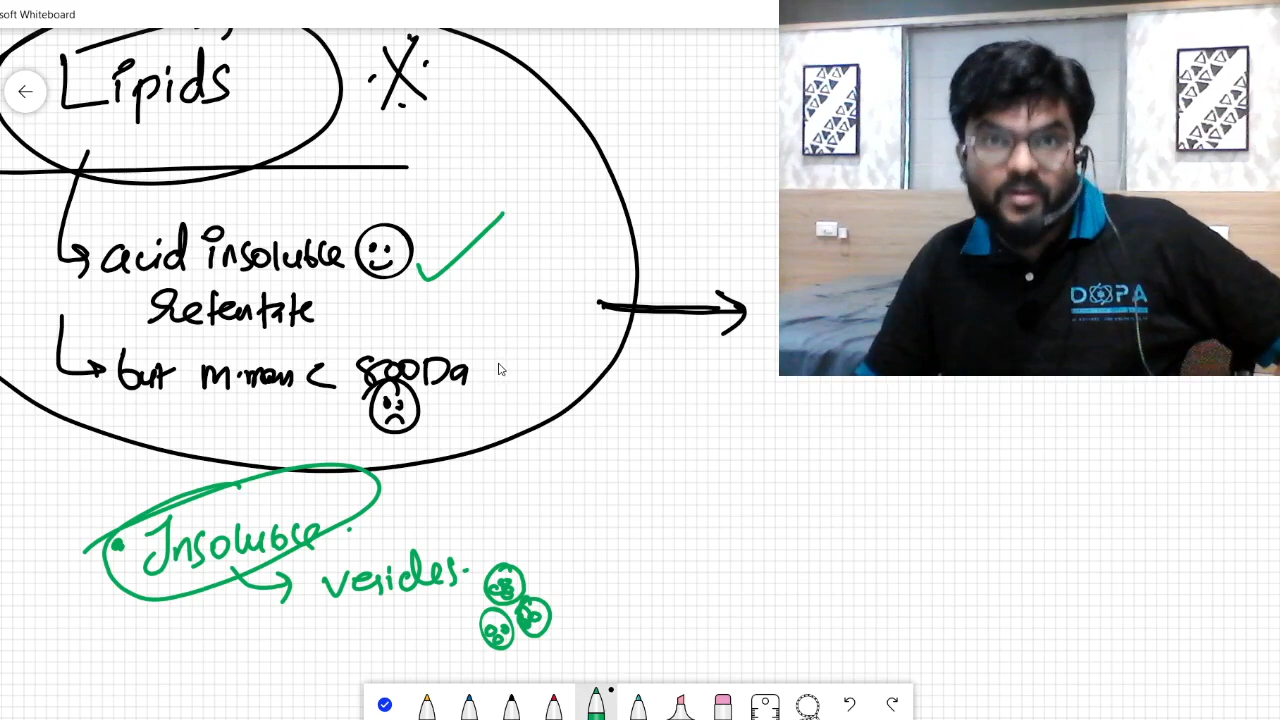 soft Whiteboard
Lipids
acid insoluble
Retentate
but m.mass < 800Da
Insoluble
vesicles.
DOPA